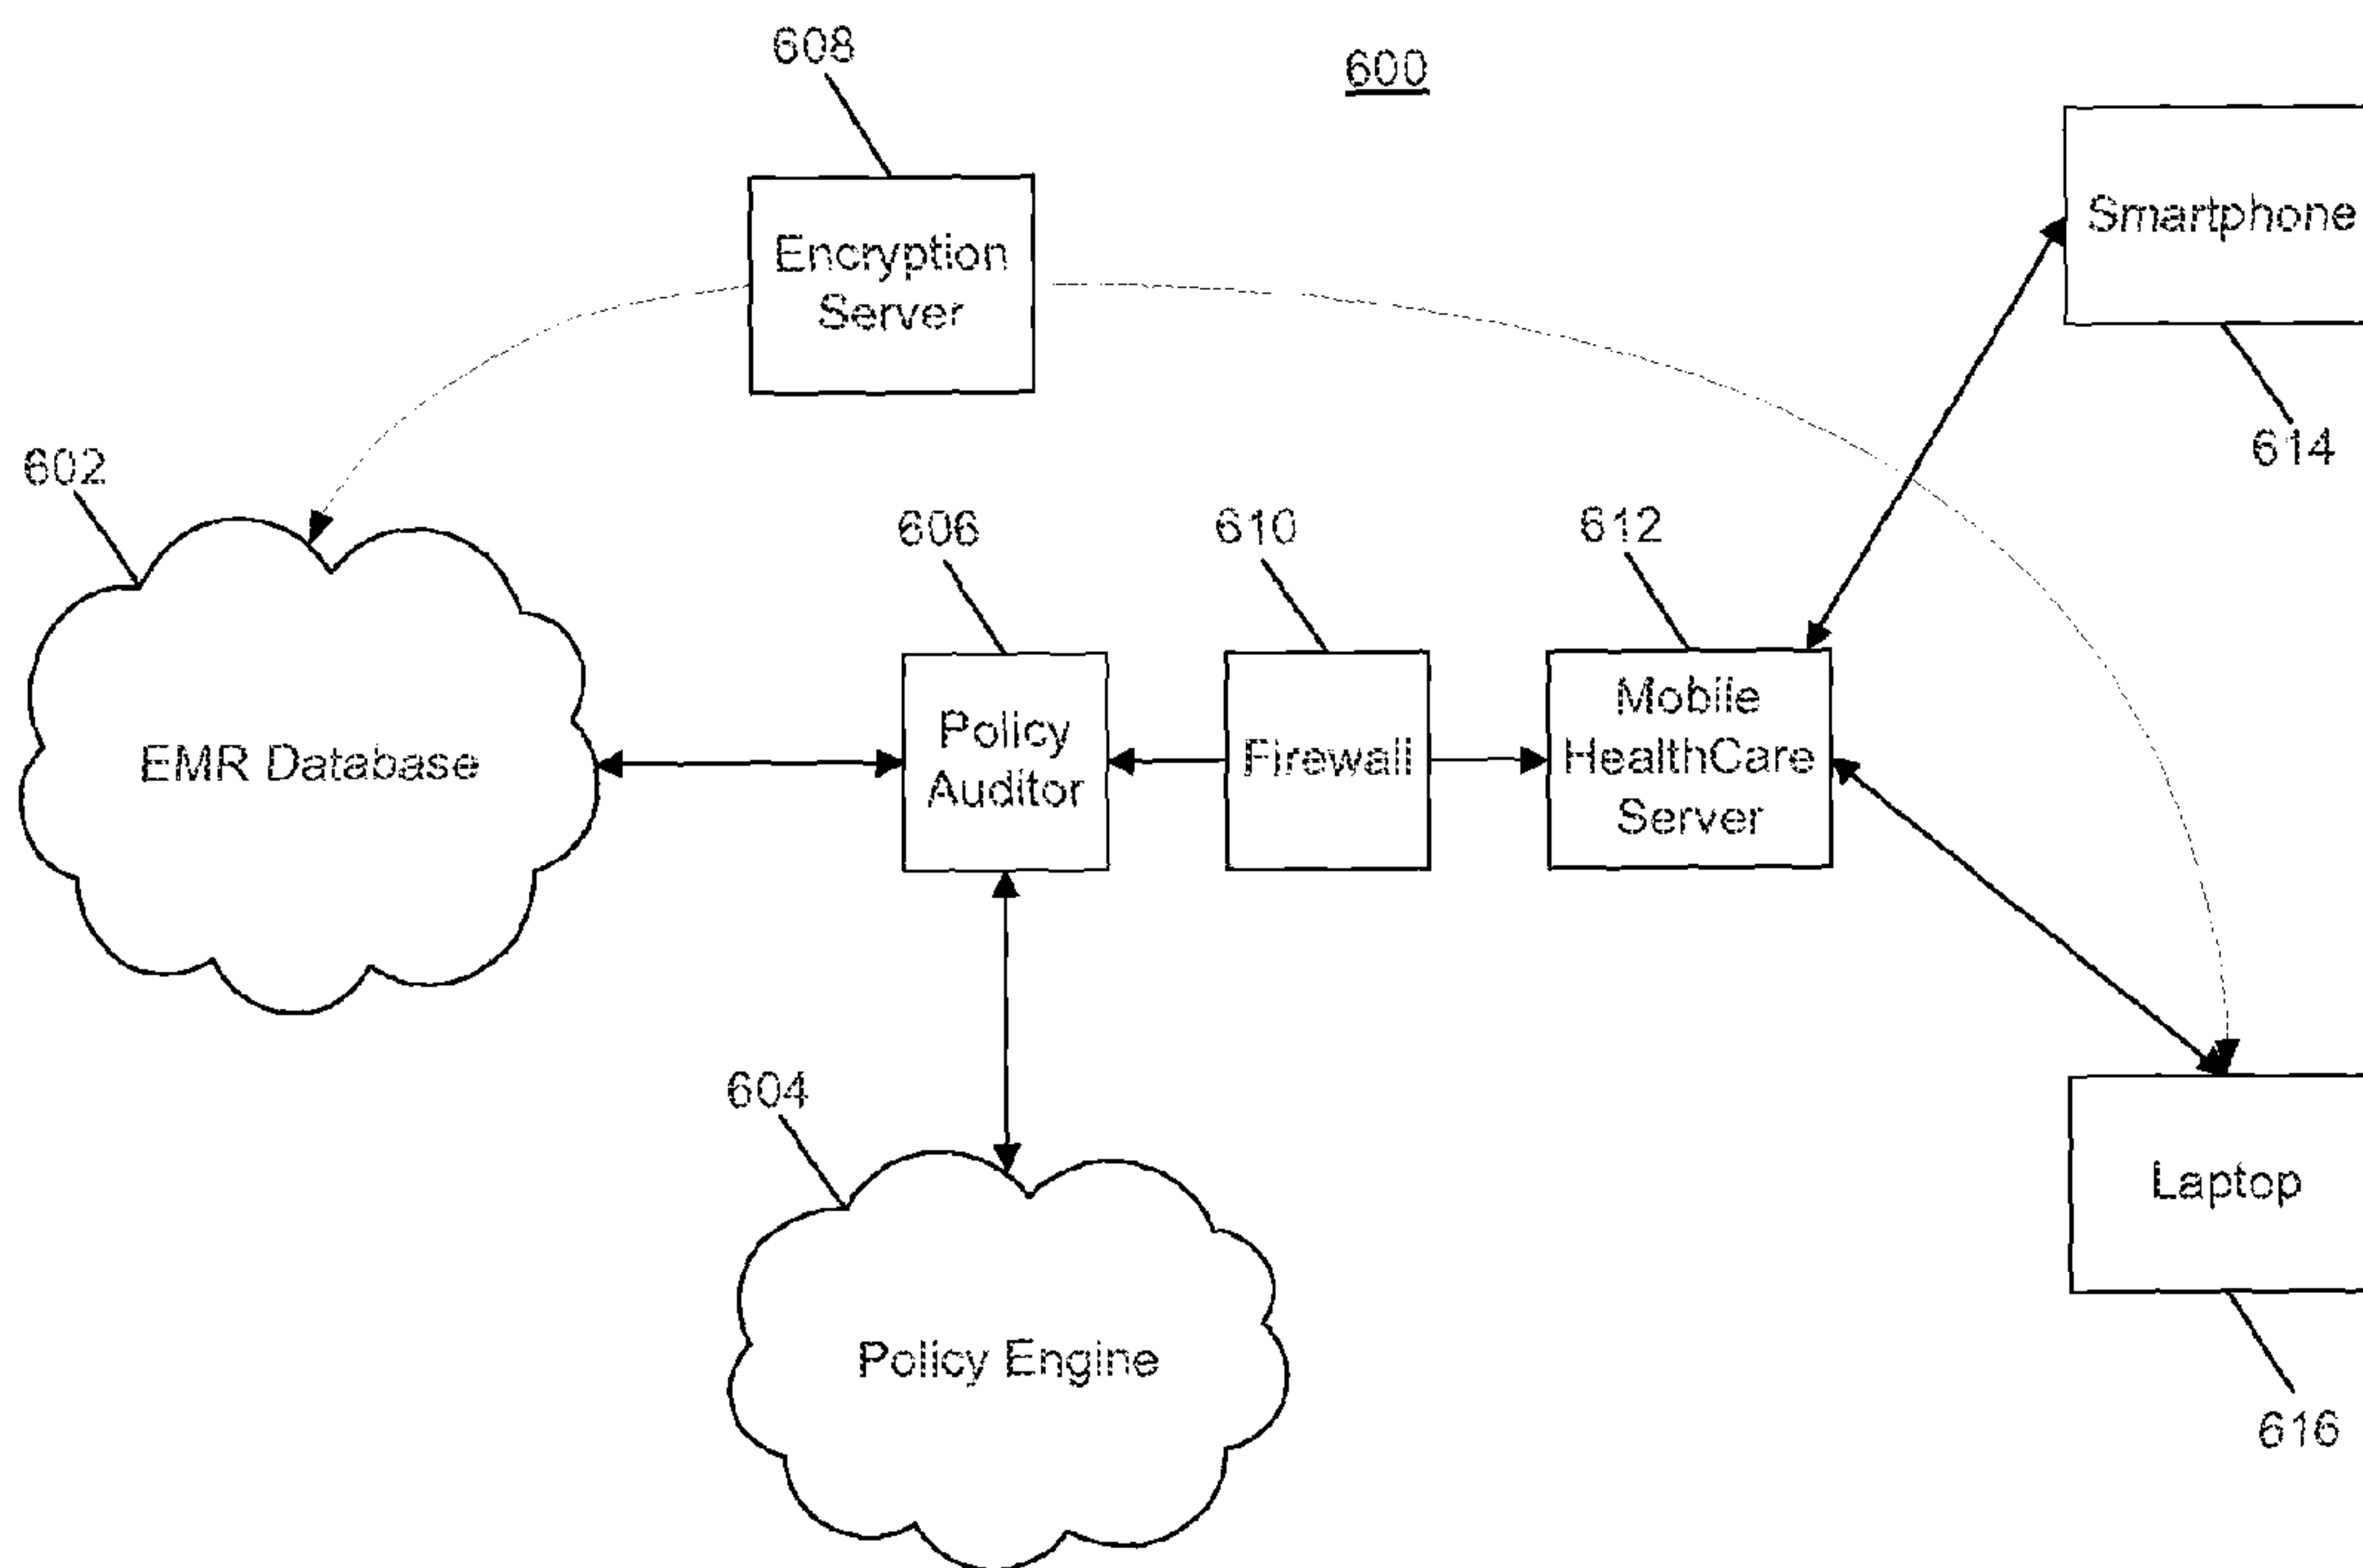 608
600
Encryption
Server
Smartphone
614
602
606
610
612
EMR Database
Policy
Auditor
Firewall
Mobile
HealthCare
Server
604
Policy Engine
Laptop
616